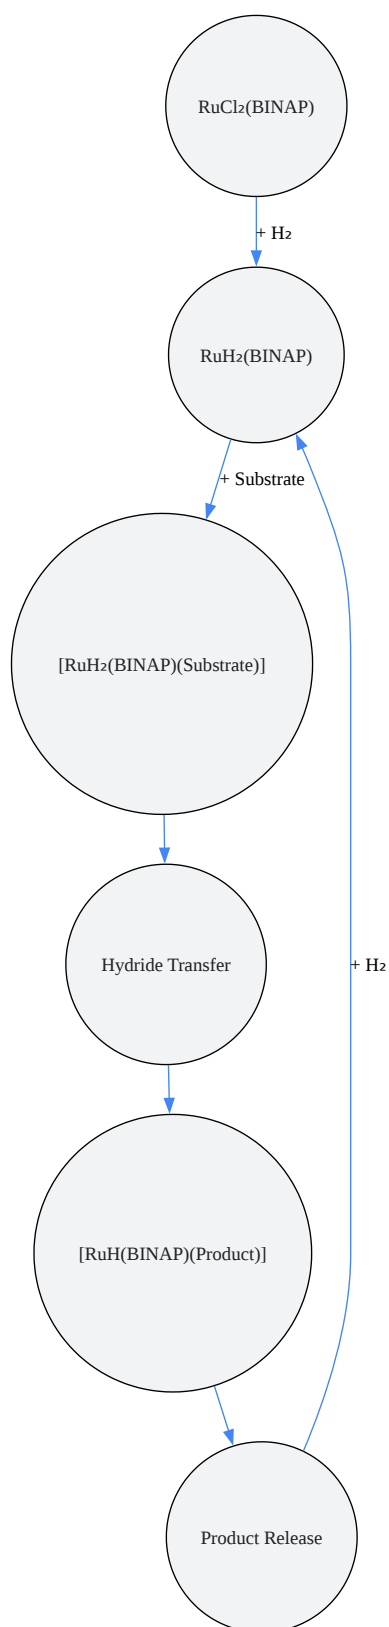 RuCl₂(BINAP)
+ H₂
RuH₂(BINAP)
+ Substrate
[RuH₂(BINAP)(Substrate)]
Hydride Transfer
+ H₂
[RuH(BINAP)(Product)]
Product Release